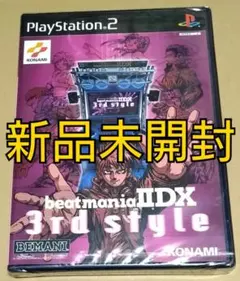 PlayStation®2
KONAMI
新品未開封
beatmania IIDX
3rd style
BEMANI
KONAMI